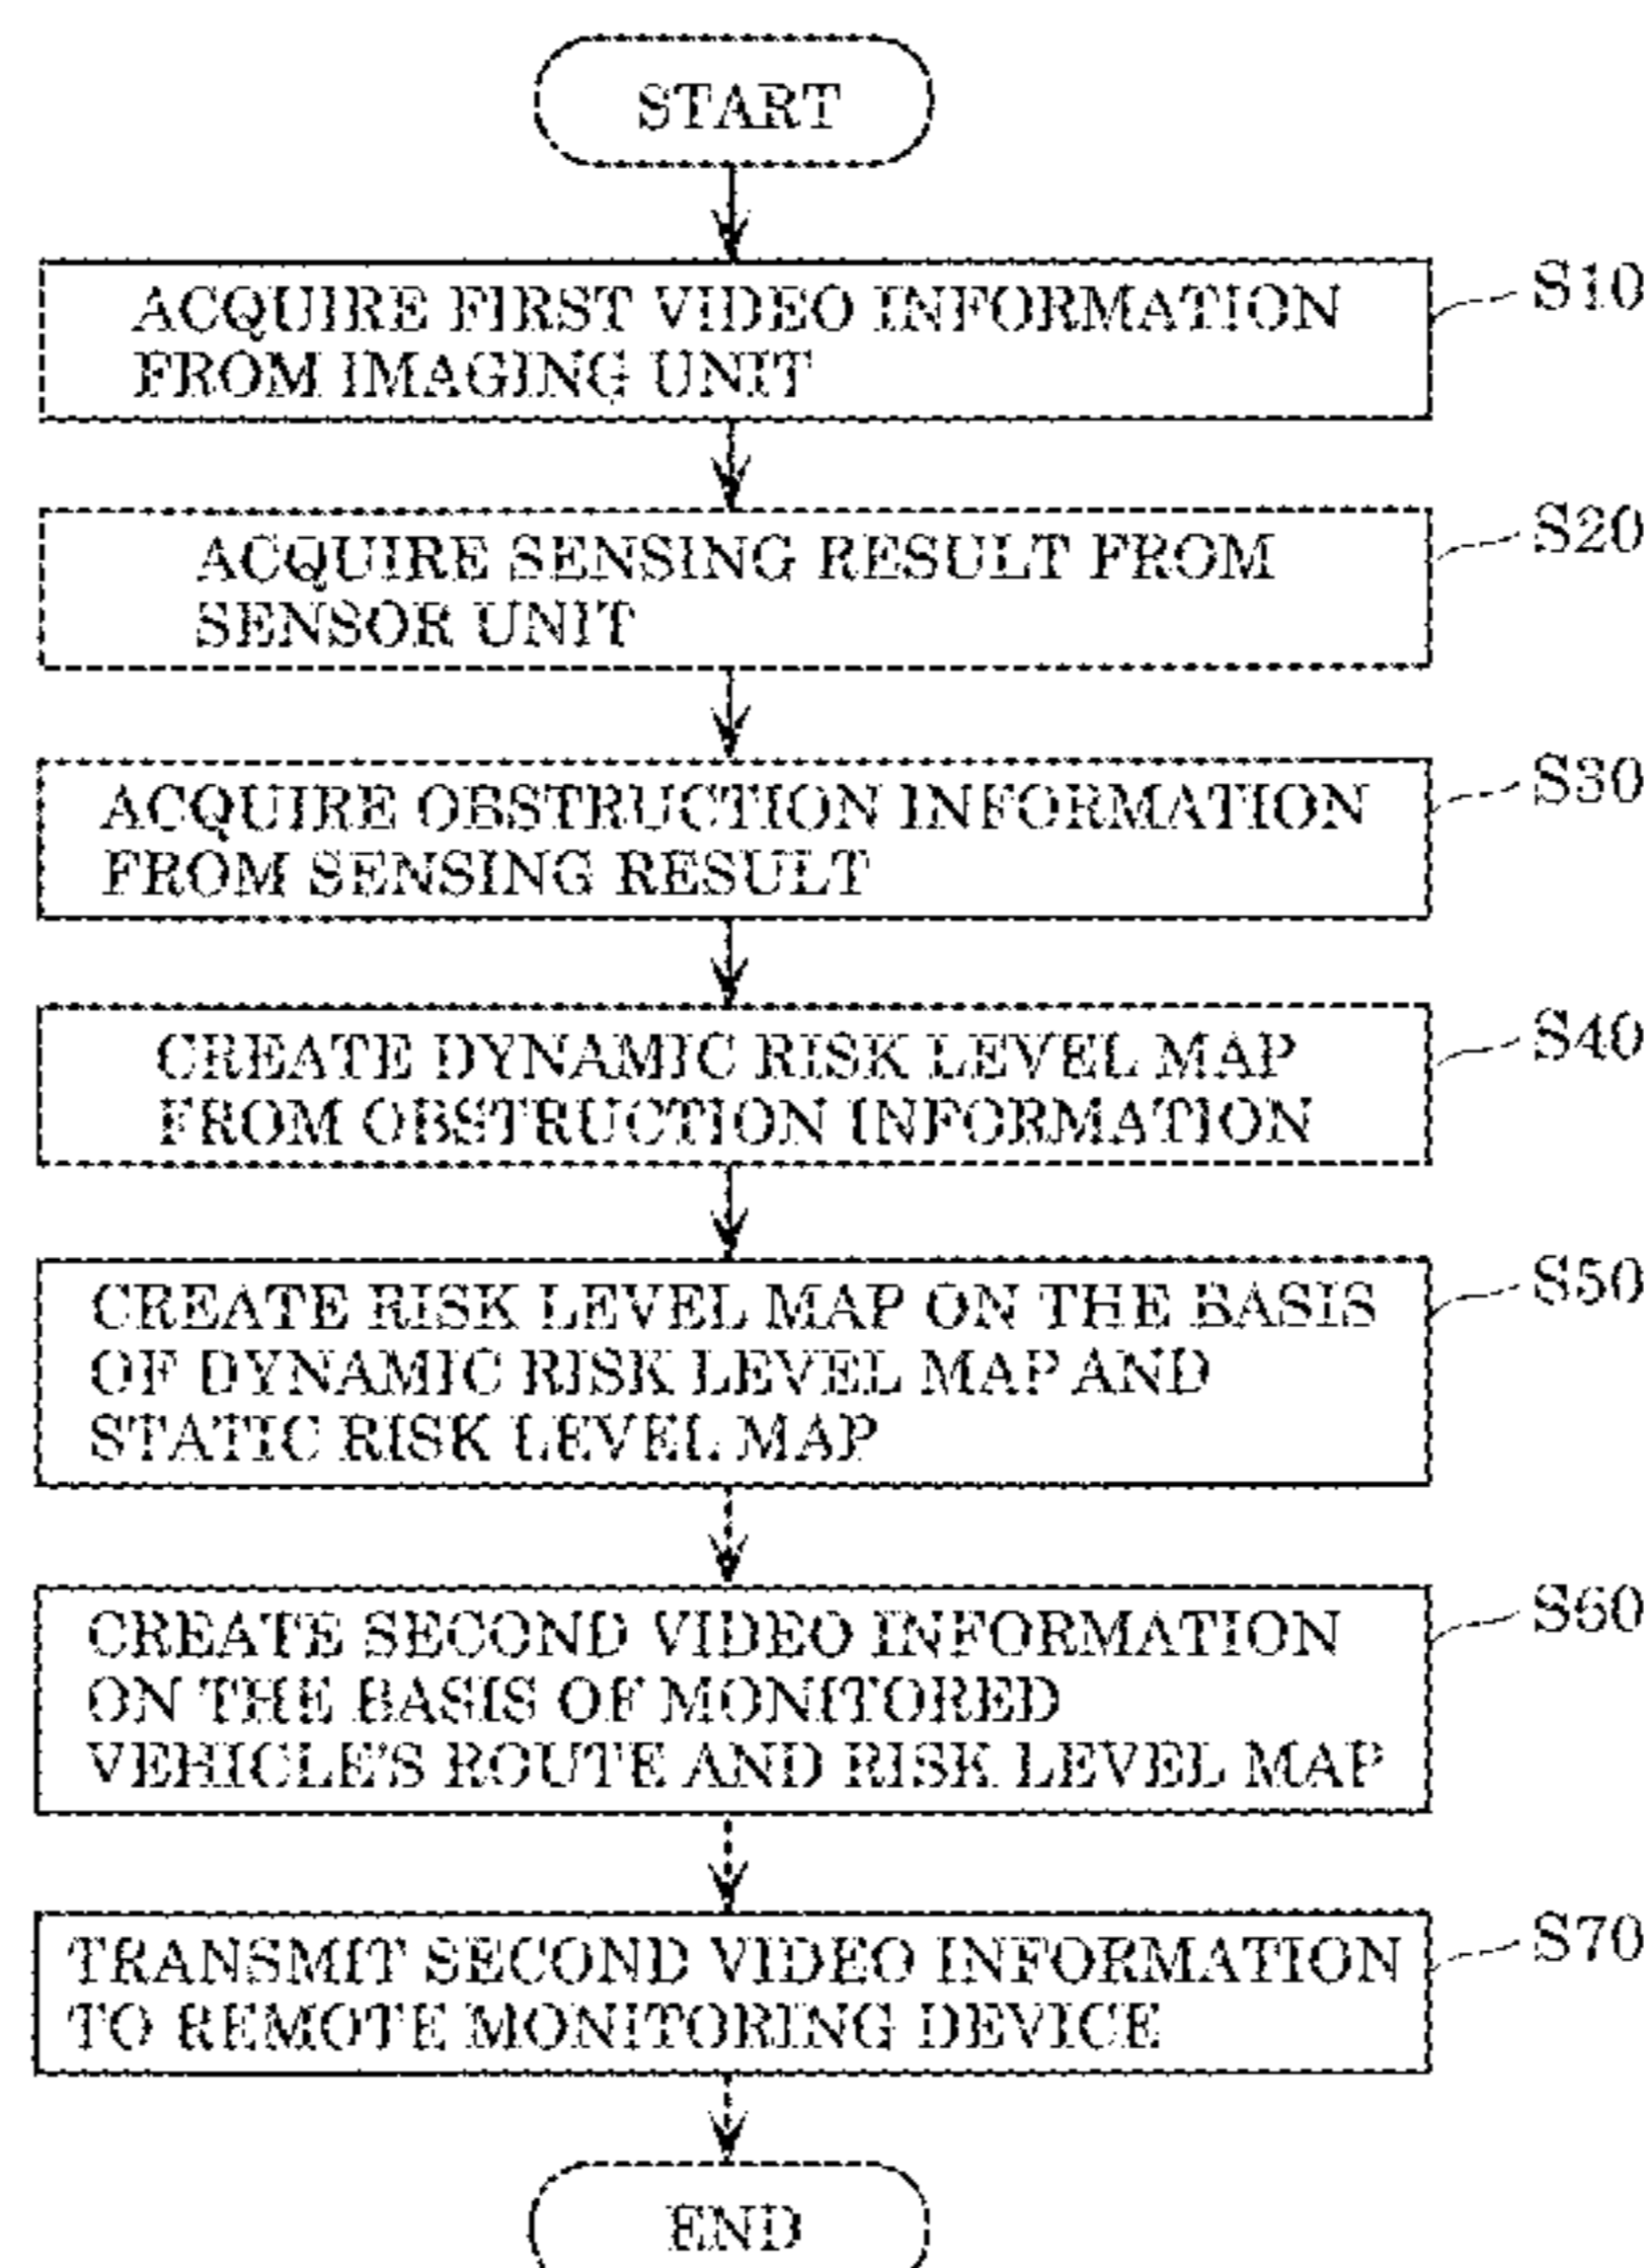 START
ACQUIRE FIRST VIDEO INFORMATION
FROM IMAGING UNIT
S10
ACQUIRE SENSING RESULT FROM
SENSOR UNIT
S20
ACQUIRE OBSTRUCTION INFORMATION
FROM SENSING RESULT
S30
CREATE DYNAMIC RISK LEVEL MAP
FROM OBSTRUCTION INFORMATION
S40
CREATE RISK LEVEL MAP ON THE BASIS
OF DYNAMIC RISK LEVEL MAP AND
STATIC RISK LEVEL MAP
S50
CREATE SECOND VIDEO INFORMATION
ON THE BASIS OF MONITORED
VEHICLE'S ROUTE AND RISK LEVEL MAP
S60
TRANSMIT SECOND VIDEO INFORMATION
TO REMOTE MONITORING DEVICE
S70
END